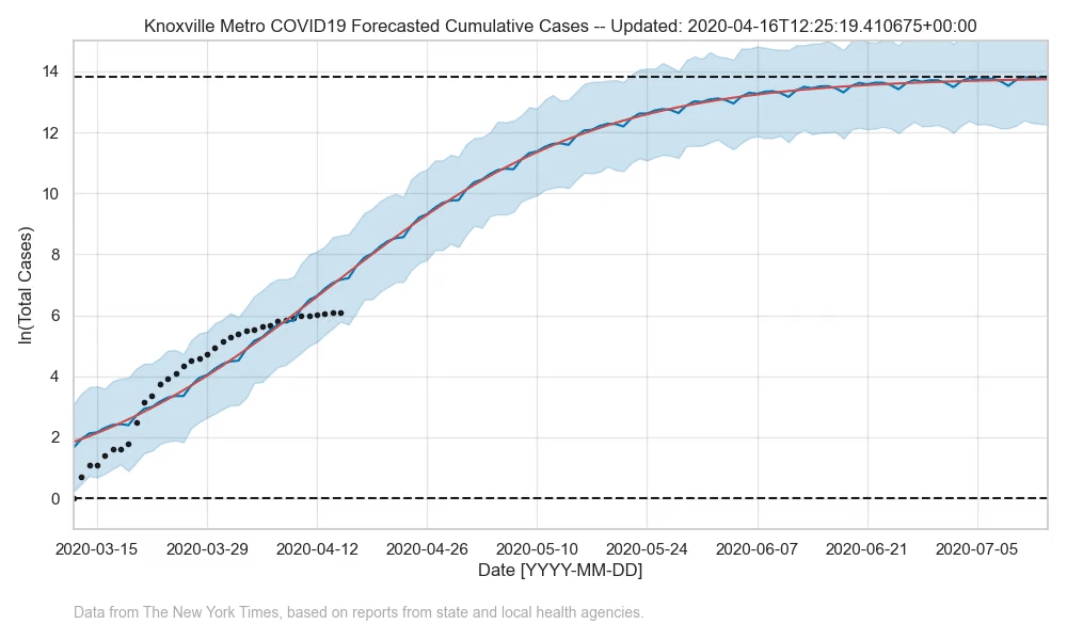 Knoxville Metro COVID19 Forecasted Cumulative Cases -- Updated: 2020-04-16T12:25:19.410675+00:00
14
12
10
8
6
4
2
0
ln(Total Cases)
2020-03-15 2020-03-29 2020-04-12 2020-04-26 2020-05-10 2020-05-24 2020-06-07 2020-06-21 2020-07-05
Date [YYYY-MM-DD]
Data from The New York Times, based on reports from state and local health agencies.